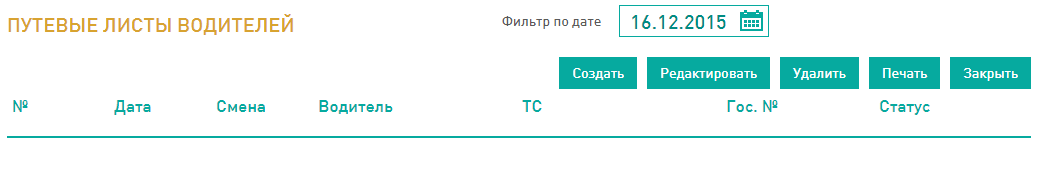 ПУТЕВЫЕ ЛИСТЫ ВОДИТЕЛЕЙ Фильтр по дате 16.12.2015
Создать Редактировать Удалить Печать Закрыть
№ Дата Смена Водитель ТС Гос. № Статус